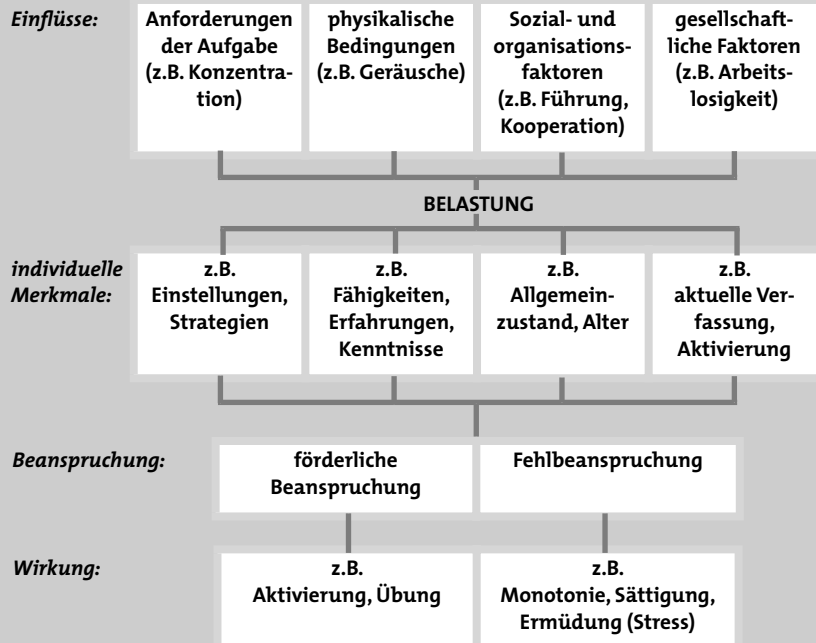 Einflüsse:
Anforderungen
der Aufgabe
(z.B. Konzentra-
tion)
physikalische
Bedingungen
(z.B. Geräusche)
Sozial- und
organisations-
faktoren
(z.B. Führung,
Kooperation)
gesellschaft-
liche Faktoren
(z.B. Arbeits-
losigkeit)
BELASTUNG
individuelle
Merkmale:
z.B.
Einstellungen,
Strategien
z.B.
Fähigkeiten,
Erfahrungen,
Kenntnisse
z.B.
Allgemein-
zustand, Alter
z.B.
aktuelle Ver-
fassung,
Aktivierung
Beanspruchung:
förderliche
Beanspruchung
Fehlbeanspruchung
Wirkung:
z.B.
Aktivierung, Übung
z.B.
Monotonie, Sättigung,
Ermüdung (Stress)